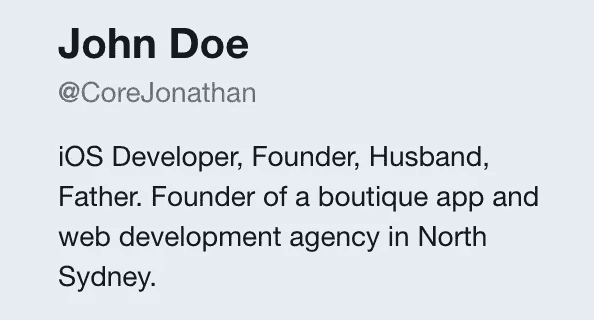 John Doe
@CoreJonathan
iOS Developer, Founder, Husband,
Father. Founder of a boutique app and
web development agency in North
Sydney.